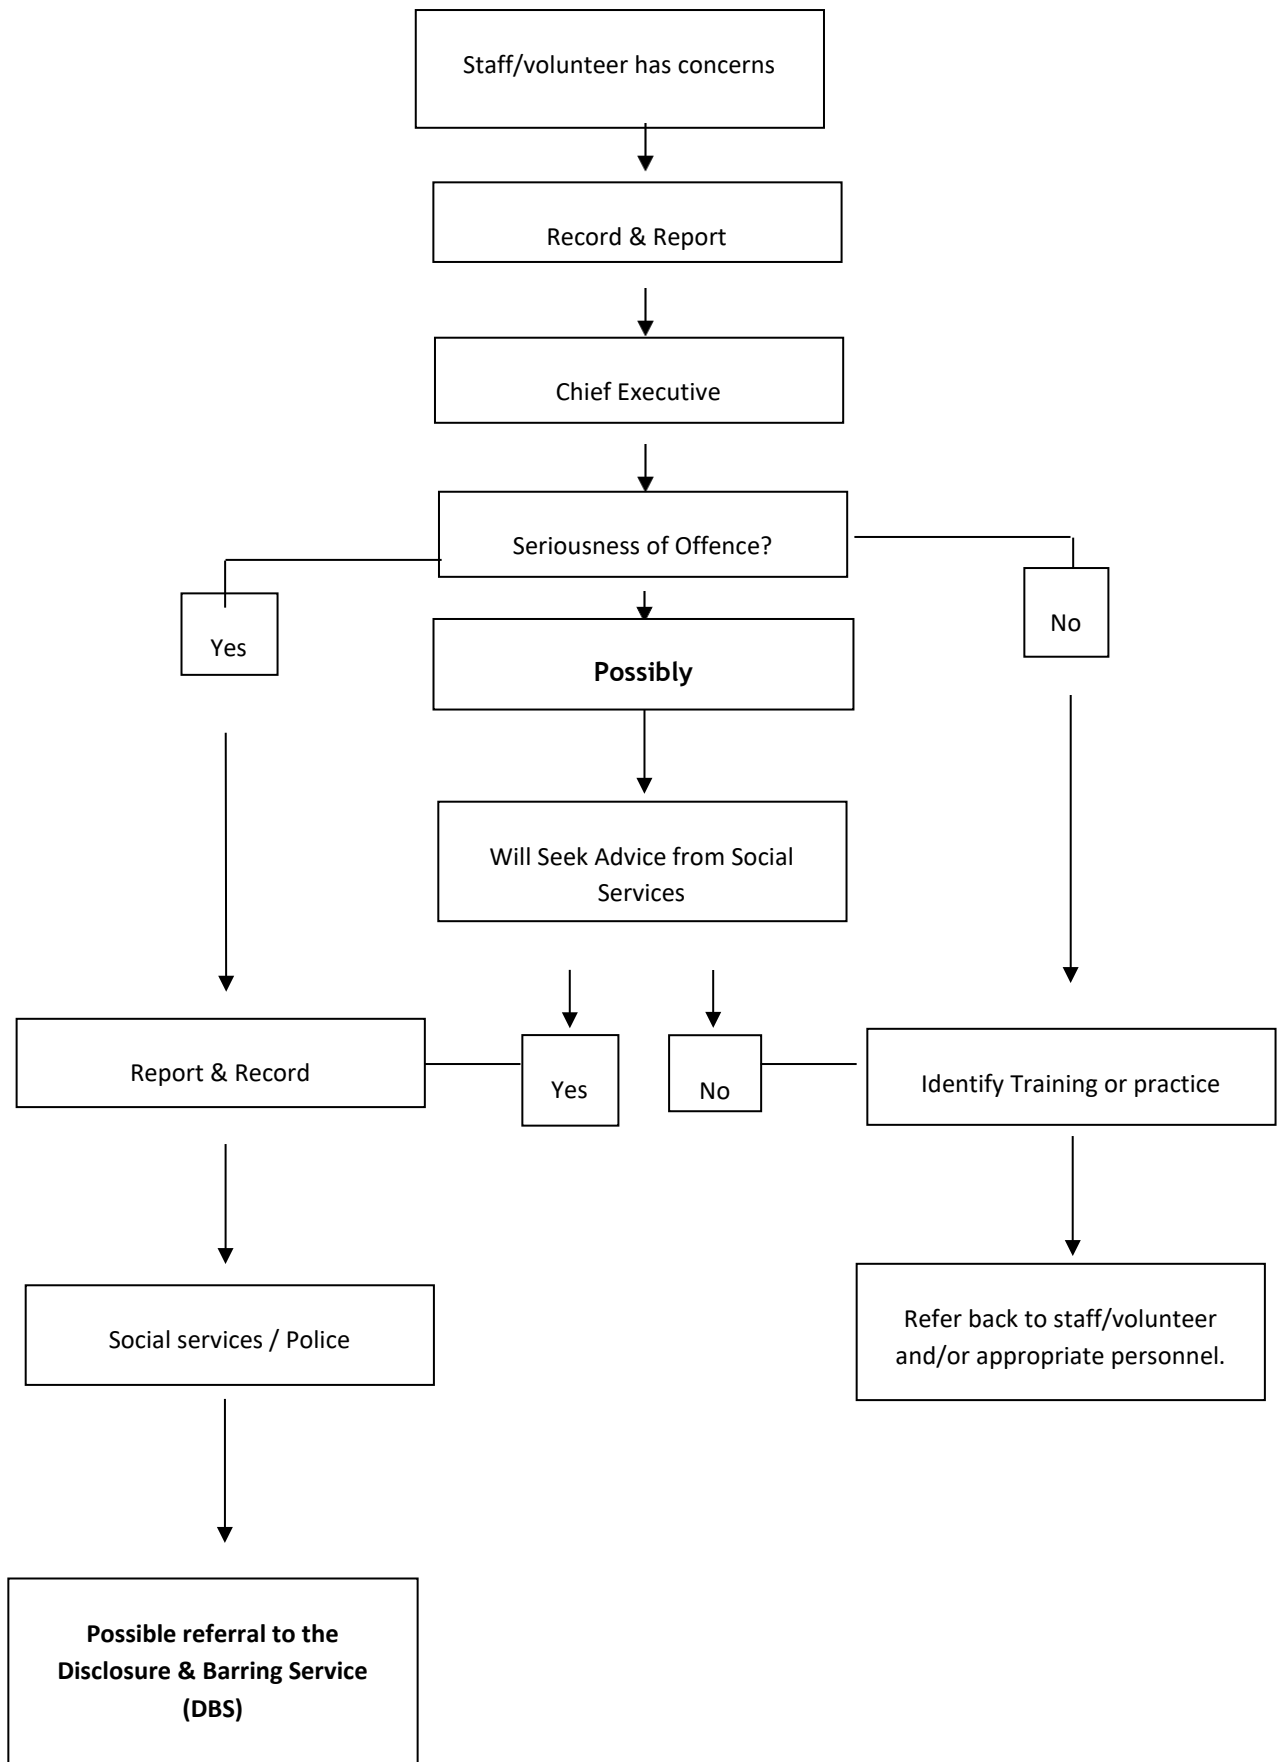 Staff/volunteer has concerns
Record & Report
Chief Executive
Seriousness of Offence?
Yes
Possibly
No
Will Seek Advice from Social
Services
Report & Record
Yes
No
Identify Training or practice
Social services / Police
Refer back to staff/volunteer
and/or appropriate personnel.
Possible referral to the
Disclosure & Barring Service
(DBS)